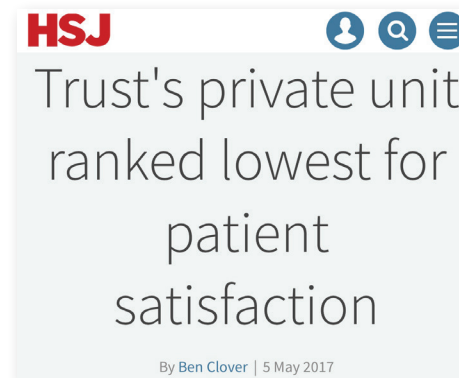 HSJ
Trust's private unit
ranked lowest for
patient
satisfaction
By Ben Clover | 5 May 2017